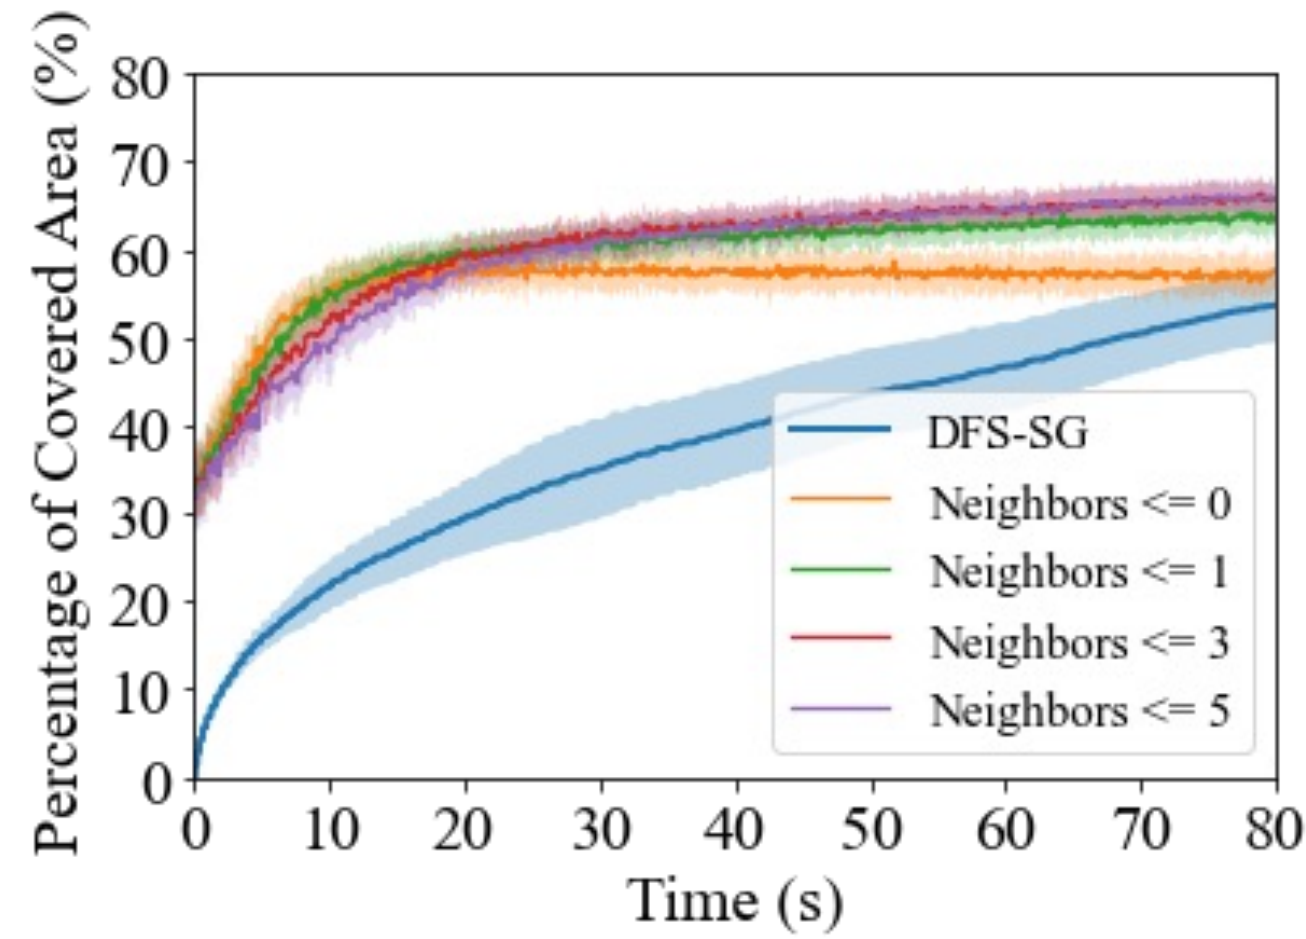 Percentage of Covered Area (%)
80
70
60
50
40
30
20
10
0
DFS-SG
Neighbors <= 0
Neighbors <= 1
Neighbors <= 3
Neighbors <= 5
0 10 20 30 40 50 60 70 80
Time (s)